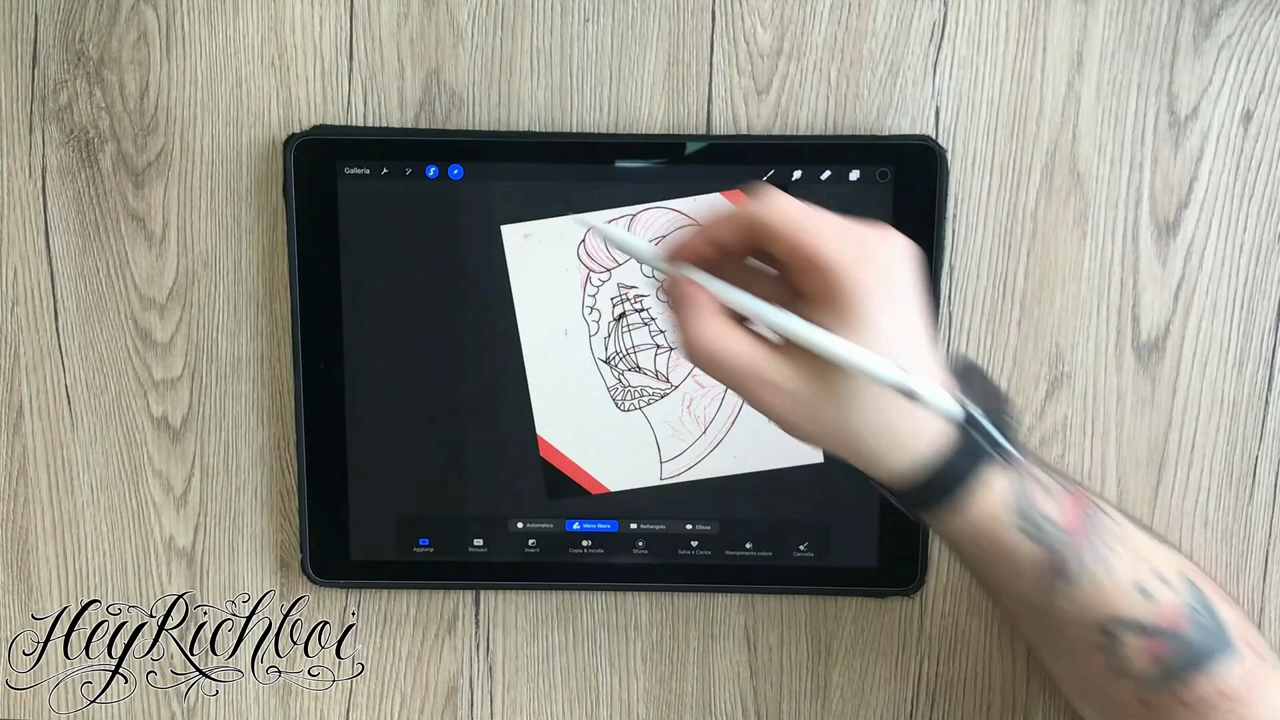 Galleria
Automatico Mano libera Rettangolo Ellisse
Aggiungi Rimuovi Inverti Copia & Incolla Sfuma Salva e Carica Riempimento colore Cancella
HeyRichboi